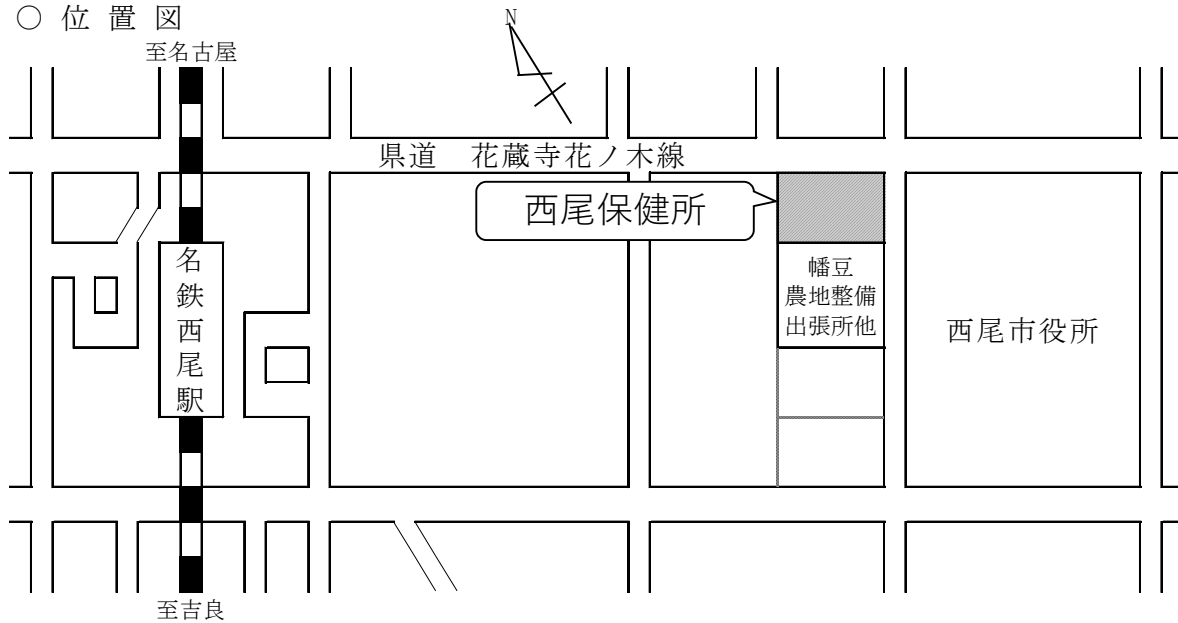 ○ 位 置 図
至名古屋
N
県道　花蔵寺花ノ木線
西尾保健所
名鉄西尾駅
幡豆
農地整備
出張所他
西尾市役所
至吉良